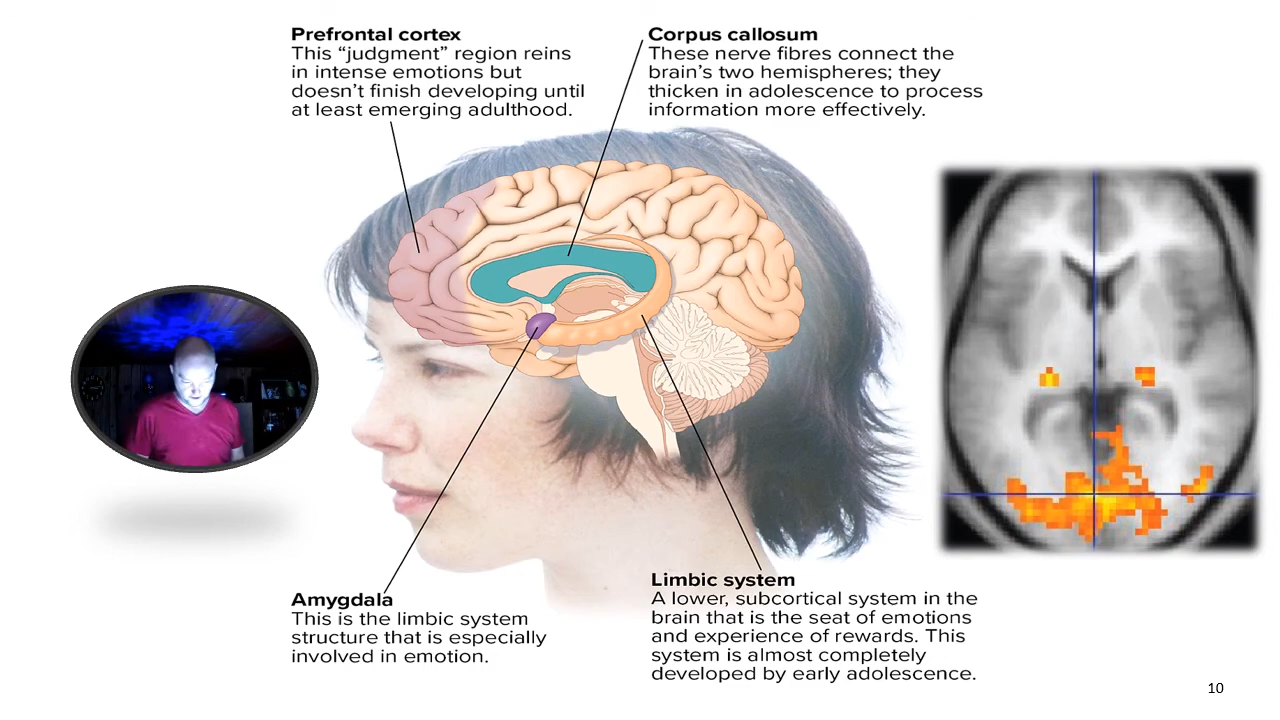 Prefrontal cortex
This “judgment” region reins
in intense emotions but
doesn’t finish developing until
at least emerging adulthood.
Corpus callosum
These nerve fibres connect the
brain’s two hemispheres; they
thicken in adolescence to process
information more effectively.
Amygdala
This is the limbic system
structure that is especially
involved in emotion.
Limbic system
A lower, subcortical system in the
brain that is the seat of emotions
and experience of rewards. This
system is almost completely
developed by early adolescence.
10